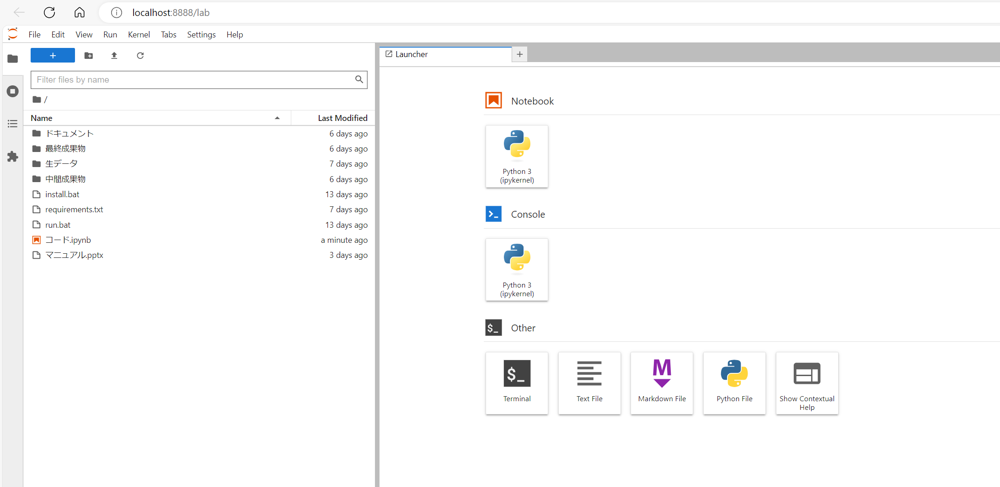 localhost:8888/lab
File Edit View Run Kernel Tabs Settings Help
+
Launcher +
Filter files by name
/
Name Last Modified
ドキュメント 6 days ago
最終成果物 6 days ago
生データ 7 days ago
中間成果物 6 days ago
install.bat 13 days ago
requirements.txt 7 days ago
run.bat 13 days ago
コード.ipynb a minute ago
マニュアル.pptx 3 days ago
Notebook
Python 3
(ipykernel)
Console
Python 3
(ipykernel)
$_ Other
$_
Terminal
Text File
M
Markdown File
Python File
Show Contextual
Help